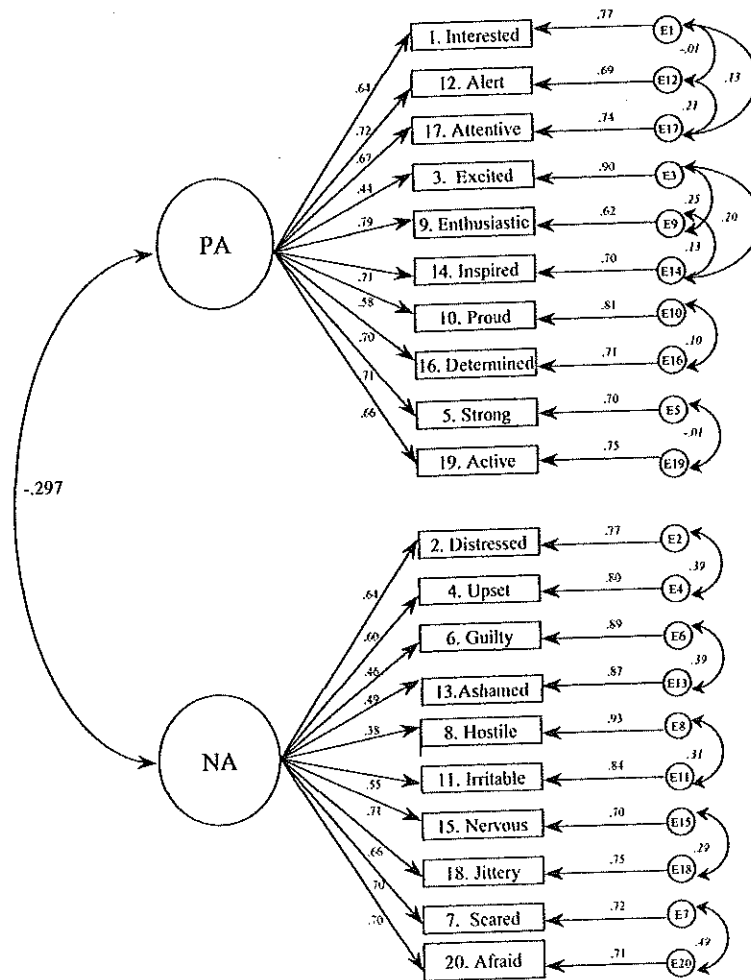 .77
1. Interested
E1
-.01
.64
.69
.13
12. Alert
E12
.72
.21
.74
17. Attentive
E17
.67
.44
.90
3. Excited
E3
.25
.79
.62
.20
9. Enthusiastic
E9
PA
.13
.70
14. Inspired
E14
.71
.58
.81
10. Proud
E10
.70
.10
.71
16. Determined
E16
.71
.70
5. Strong
E5
.66
-.01
.75
19. Active
E19
-.297
.77
2. Distressed
E2
.39
.64
.80
4. Upset
E4
.60
.89
6. Guilty
E6
.46
.39
.49
.87
13.Ashamed
E13
.38
.93
8. Hostile
E8
NA
.31
.84
11. Irritable
E11
.55
.71
.70
15. Nervous
E15
.66
.29
.75
18. Jittery
E18
.70
.72
7. Scared
E7
.70
.49
.71
20. Afraid
E20